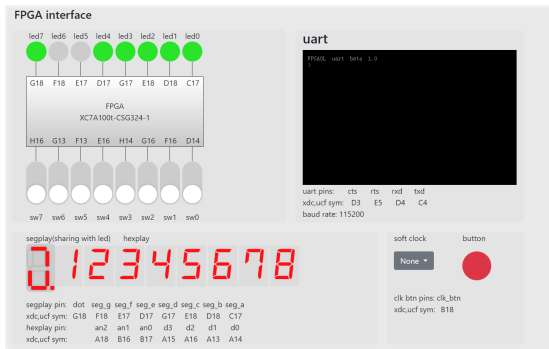 FPGA interface
led7 led6 led5 led4 led3 led2 led1 led0
G18 F18 E17 D17 G17 E18 D18 C17
FPGA
XC7A100t-CSG324-1
H16 G13 F13 E16 H14 G16 F16 D14
sw7 sw6 sw5 sw4 sw3 sw2 sw1 sw0
uart
FPGAOL uart beta 1.0
>
uart pins: cts rts rxd txd
xdc,ucf sym: D3 E5 D4 C4
baud rate: 115200
segplay(sharing with led) hexplay
12345678
segplay pin: dot seg_g seg_f seg_e seg_d seg_c seg_b seg_a
xdc,ucf sym: G18 F18 E17 D17 G17 E18 D18 C17
hexplay pin: an2 an1 an0 d3 d2 d1 d0
xdc,ucf sym: A18 B16 B17 A15 A16 A13 A14
soft clock button
None
clk btn pins: clk_btn
xdc,ucf sym: B18